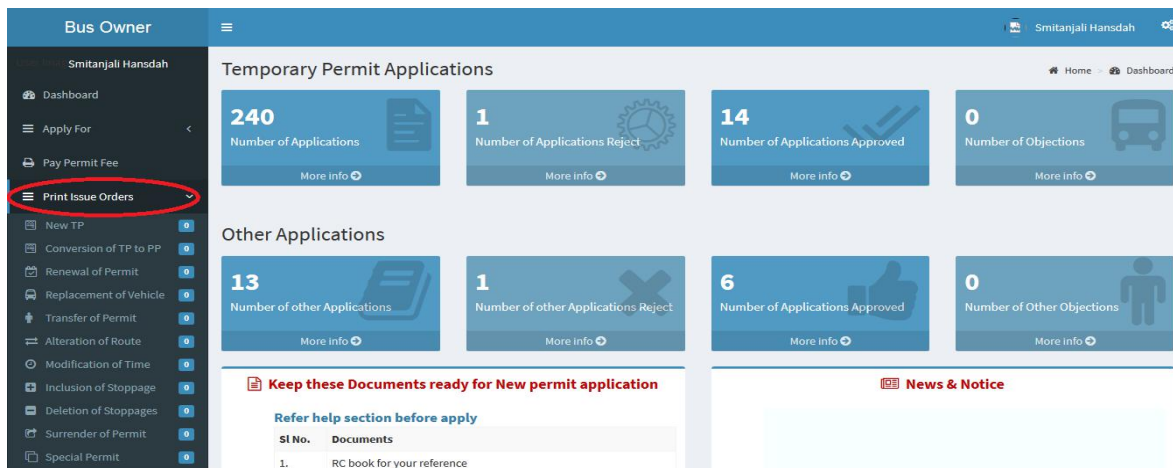 Bus Owner
Smitanjali Hansdah
Smitanjali Hansdah
Dashboard
Apply For
Pay Permit Fee
Print Issue Orders
New TP 0
Conversion of TP to PP 0
Renewal of Permit 0
Replacement of Vehicle 0
Transfer of Permit 0
Alteration of Route 0
Modification of Time 0
Inclusion of Stoppage 0
Deletion of Stoppages 0
Surrender of Permit 0
Special Permit 0
Temporary Permit Applications
Home > Dashboard
240
Number of Applications
More info
1
Number of Applications Reject
More info
14
Number of Applications Approved
More info
0
Number of Objections
More info
Other Applications
13
Number of other Applications
More info
1
Number of other Applications Reject
More info
6
Number of Applications Approved
More info
0
Number of Other Objections
More info
Keep these Documents ready for New permit application
Refer help section before apply
Sl No. Documents
1. RC book for your reference
News & Notice